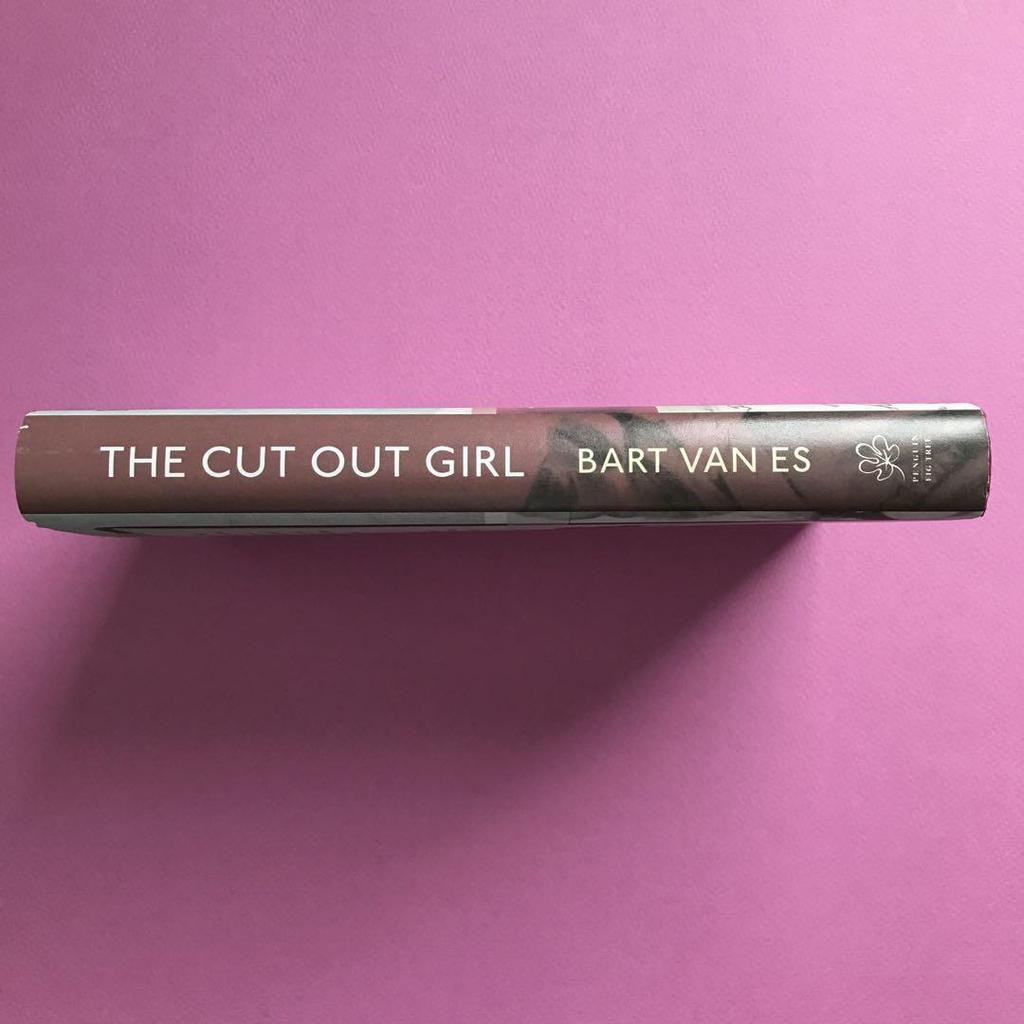 THE CUT OUT GIRL
BART VAN ES
PENGUIN
FIG TREE